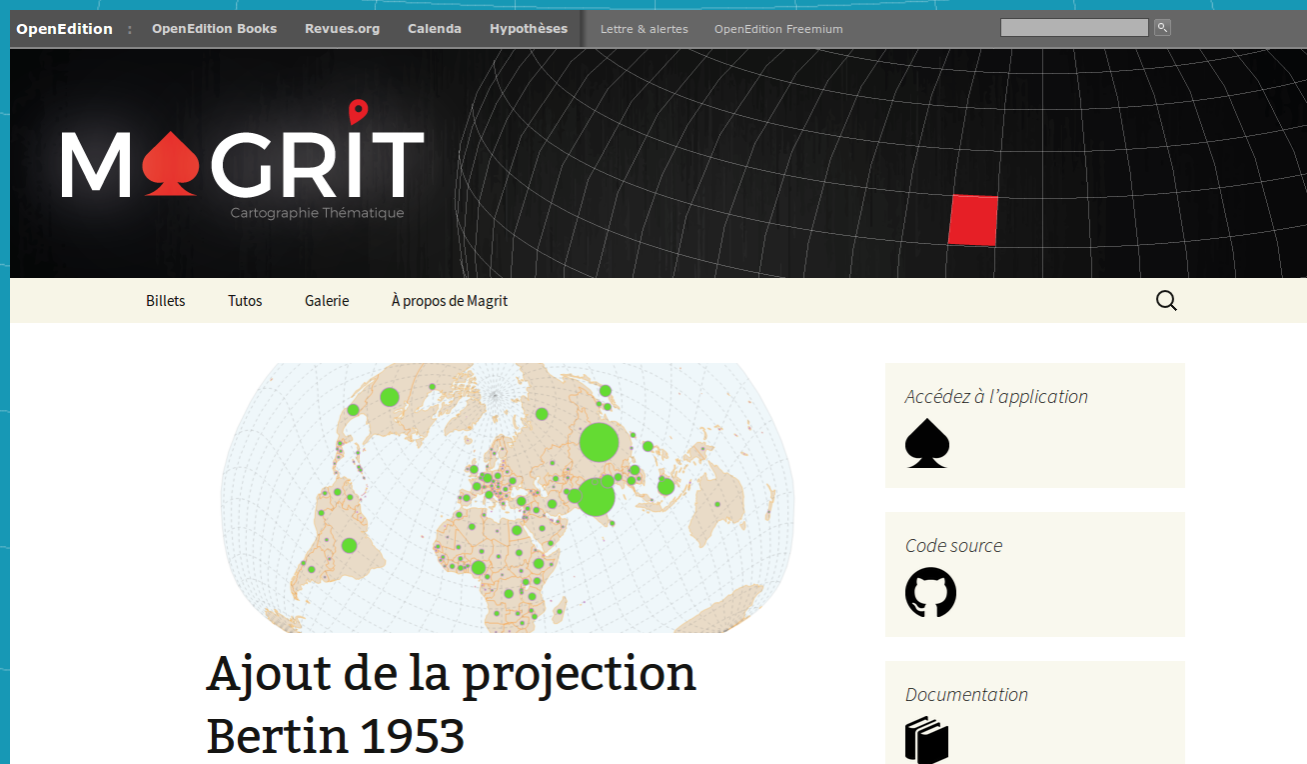 OpenEdition : OpenEdition Books Revues.org Calenda Hypothèses Lettre & alertes OpenEdition Freemium
MAGRIT
Cartographie Thématique
Billets Tutos Galerie À propos de Magrit
Accédez à l'application
Code source
Documentation
Ajout de la projection
Bertin 1953